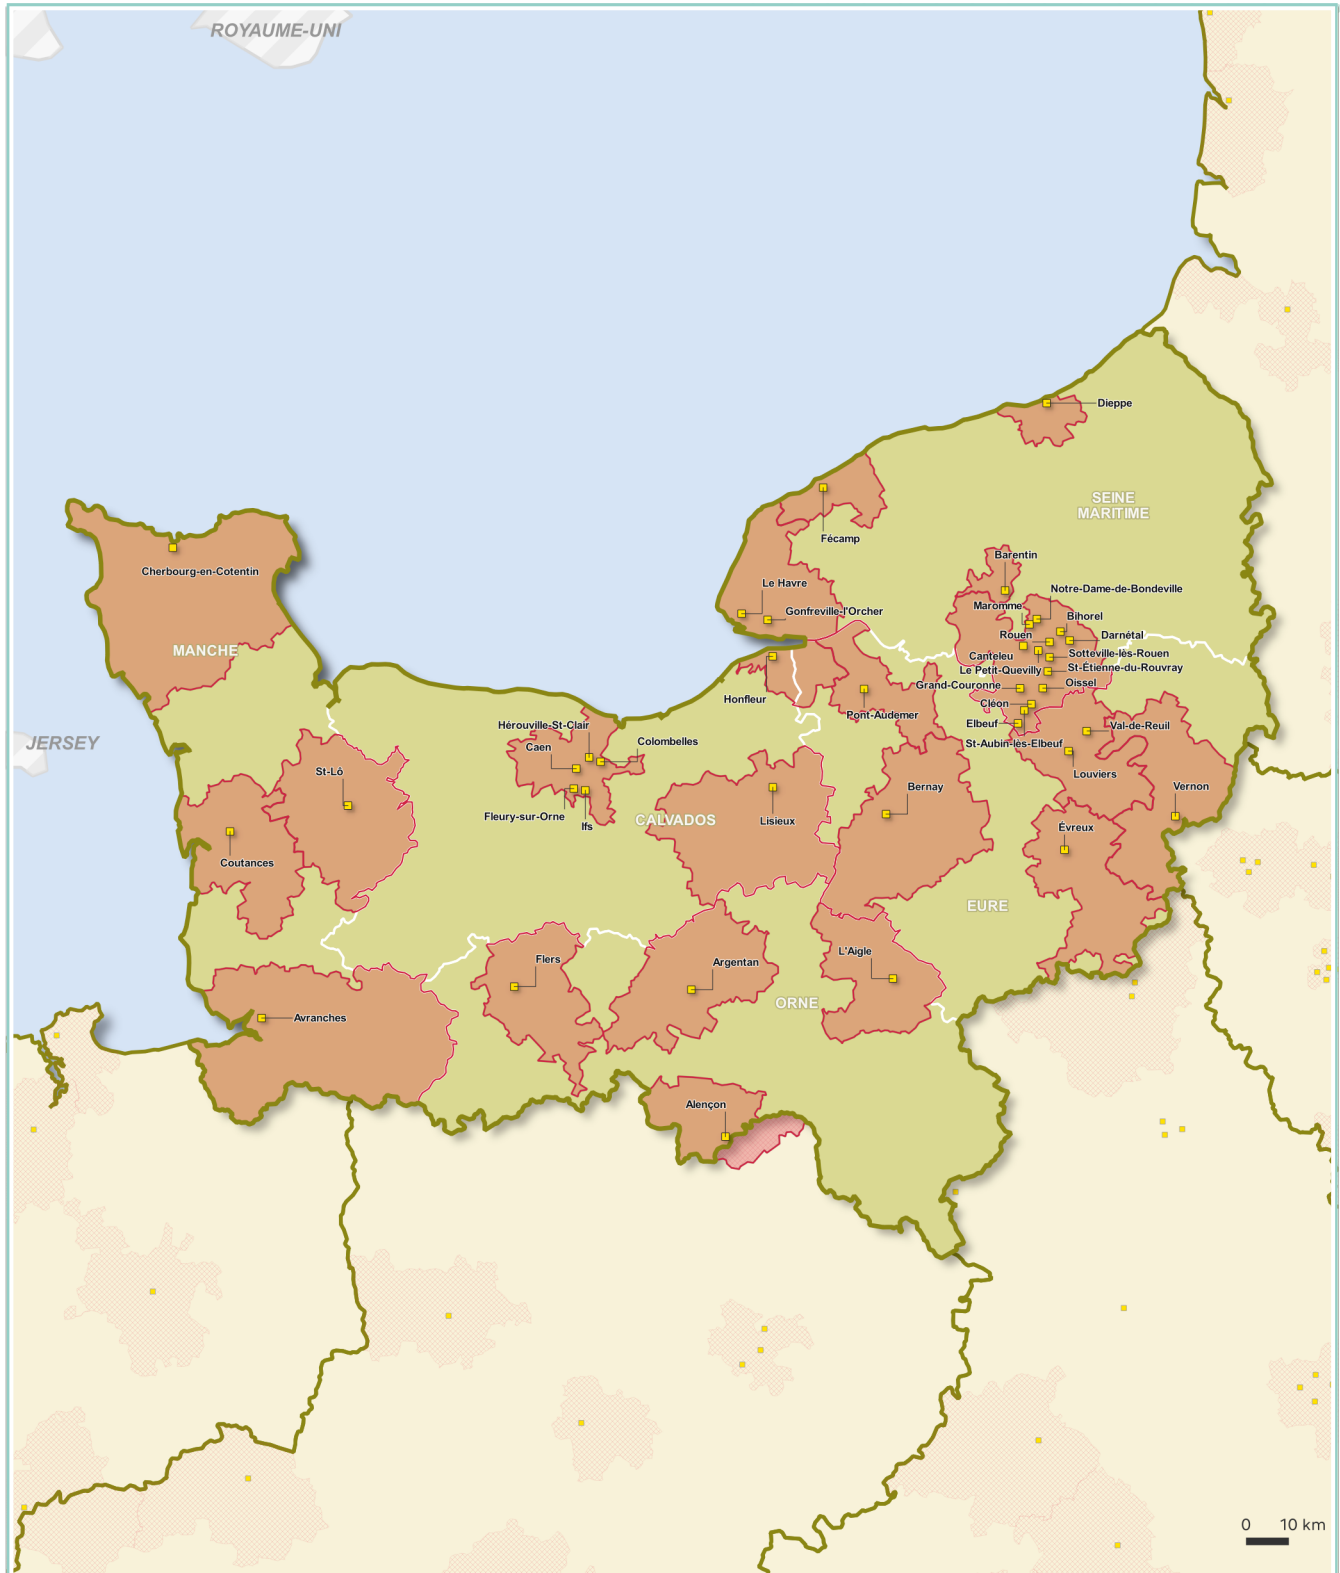 ROYAUME-UNI
Dieppe
SEINE
MARITIME
Fécamp
Barentin
Cherbourg-en-Cotentin
Le Havre
Notre-Dame-de-Bondeville
Maromme
Gonfreville-l'Orcher
Bihorel
Rouen
Darnétal
MANCHE
Canteleu
Sotteville-lès-Rouen
Le Petit-Quevilly
St-Étienne-du-Rouvray
Grand-Couronne
Oissel
Honfleur
Cléon
Pont-Audemer
Elbeuf
Hérouville-St-Clair
Val-de-Reuil
JERSEY
Caen
Colombelles
St-Aubin-lès-Elbeuf
St-Lô
Louviers
Bernay
Vernon
Fleury-sur-Orne
CALVADOS
Lisieux
Ifs
Évreux
Coutances
EURE
L'Aigle
Flers
Argentan
ORNE
Avranches
Alençon
0 10 km